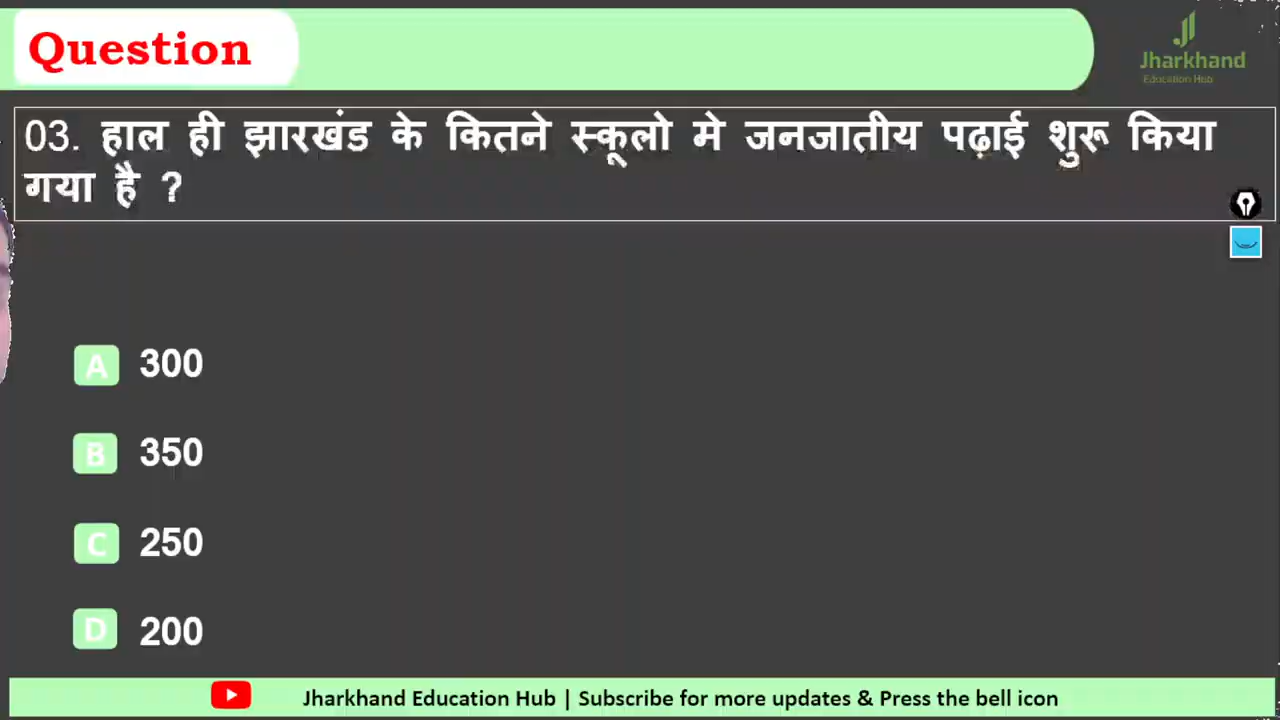 Question
Jharkhand
Education Hub
03. हाल ही झारखंड के कितने स्कूलो मे जनजातीय पढ़ाई शुरू किया
गया है ?
A 300
B 350
C 250
D 200
Jharkhand Education Hub | Subscribe for more updates & Press the bell icon